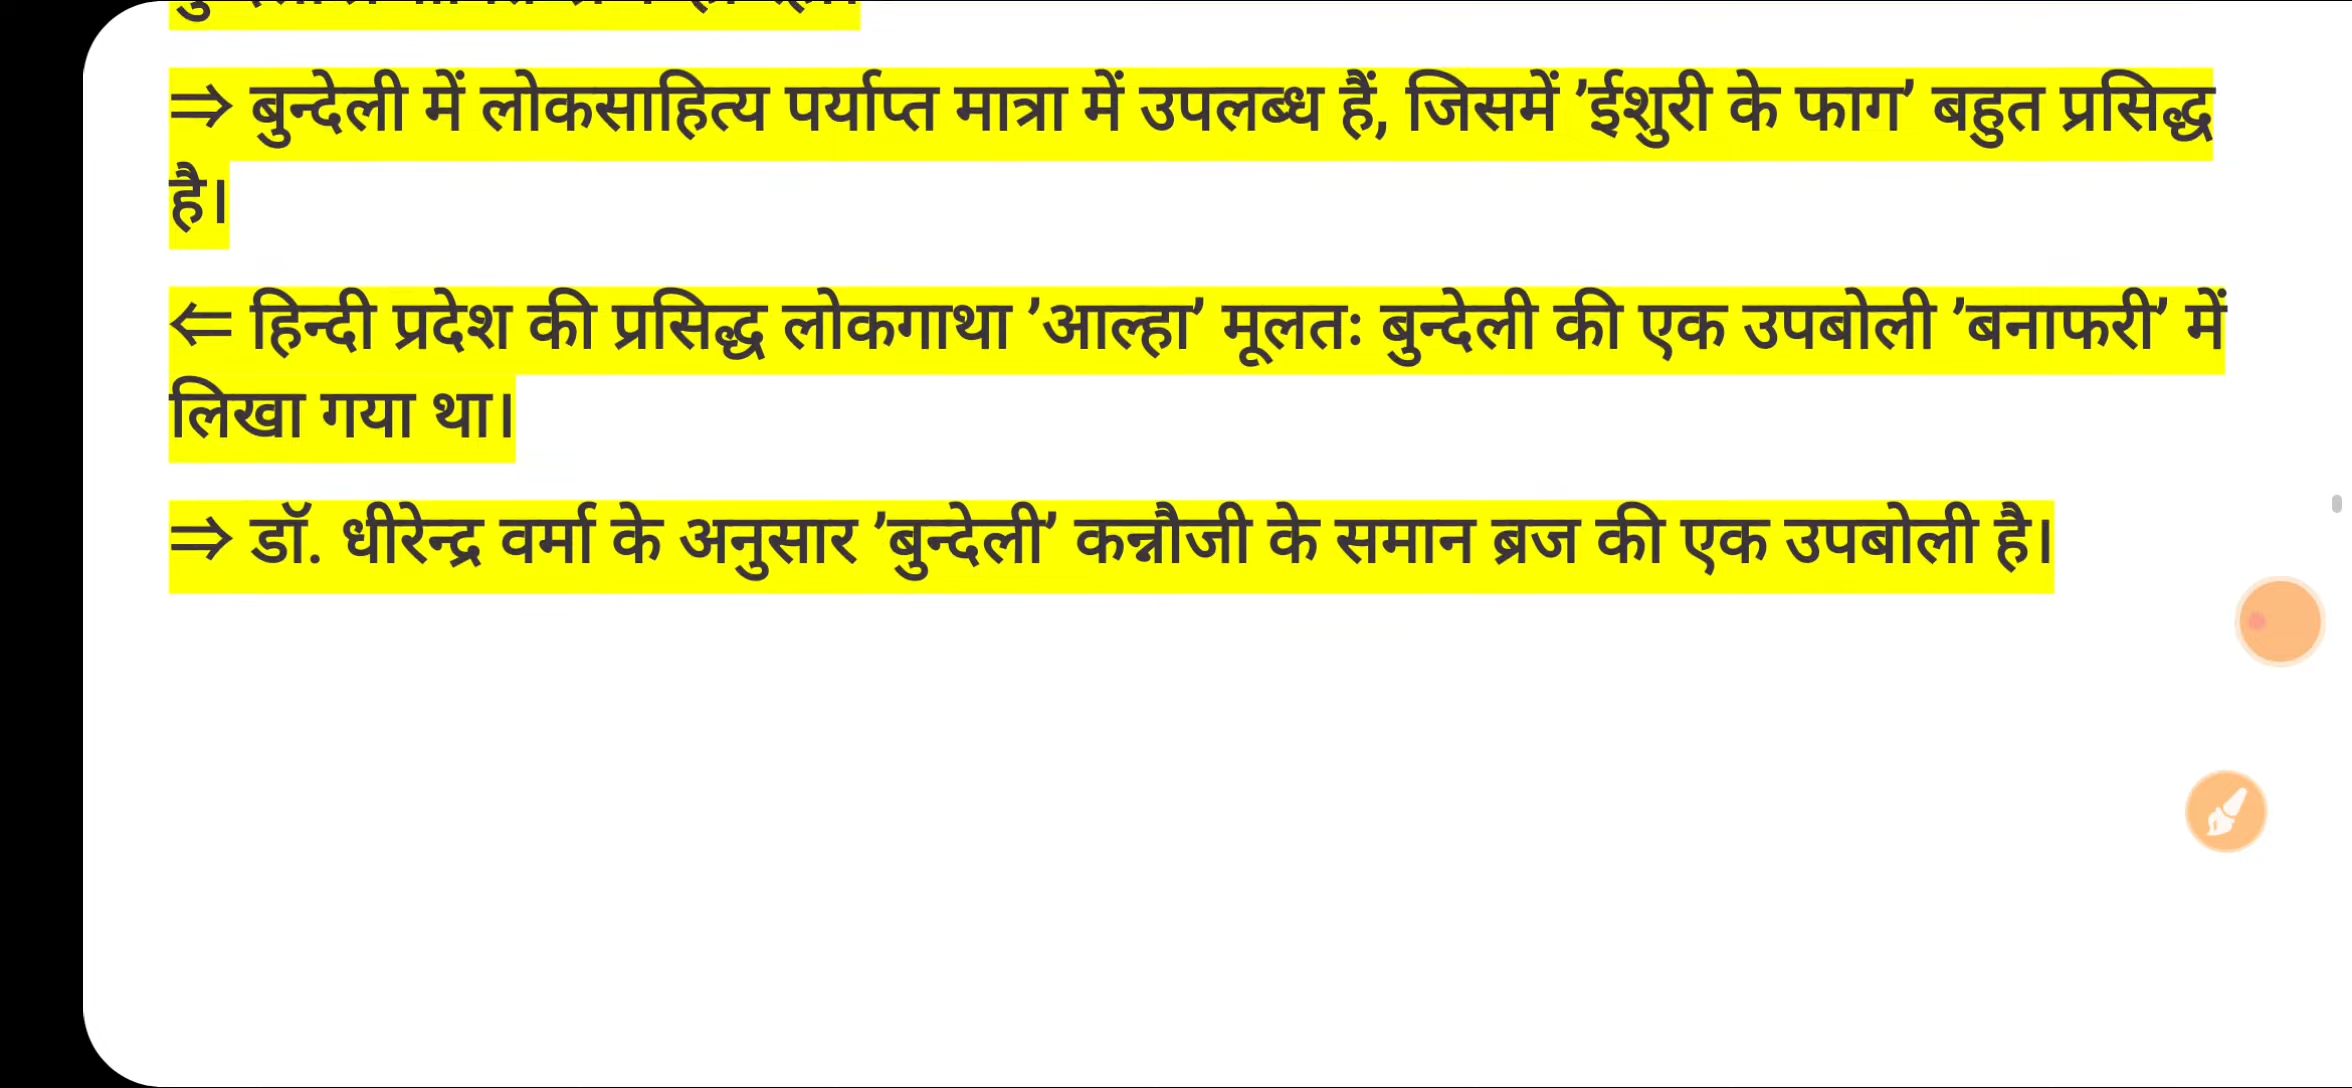 ⇒ बुन्देली में लोकसाहित्य पर्याप्त मात्रा में उपलब्ध हैं, जिसमें ’ईशुरी के फाग’ बहुत प्रसिद्ध
है।
⇐ हिन्दी प्रदेश की प्रसिद्ध लोकगाथा ’आल्हा’ मूलतः बुन्देली की एक उपबोली ’बनाफरी’ में
लिखा गया था।
⇒ डॉ. धीरेन्द्र वर्मा के अनुसार ’बुन्देली’ कन्नौजी के समान ब्रज की एक उपबोली है।